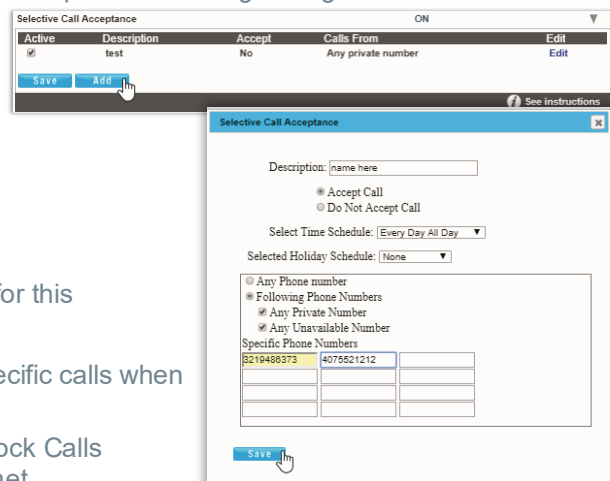 Selective Call Acceptance ON
Active Description Accept Calls From Edit
test No Any private number Edit
Save Add
See instructions
Selective Call Acceptance
Description: name here
Accept Call
Do Not Accept Call
Select Time Schedule: Every Day All Day
Selected Holiday Schedule: None
Any Phone number
Following Phone Numbers
Any Private Number
Any Unavailable Number
Specific Phone Numbers
3219486373 4075521212
Save
for this
ecific calls when
ock Calls